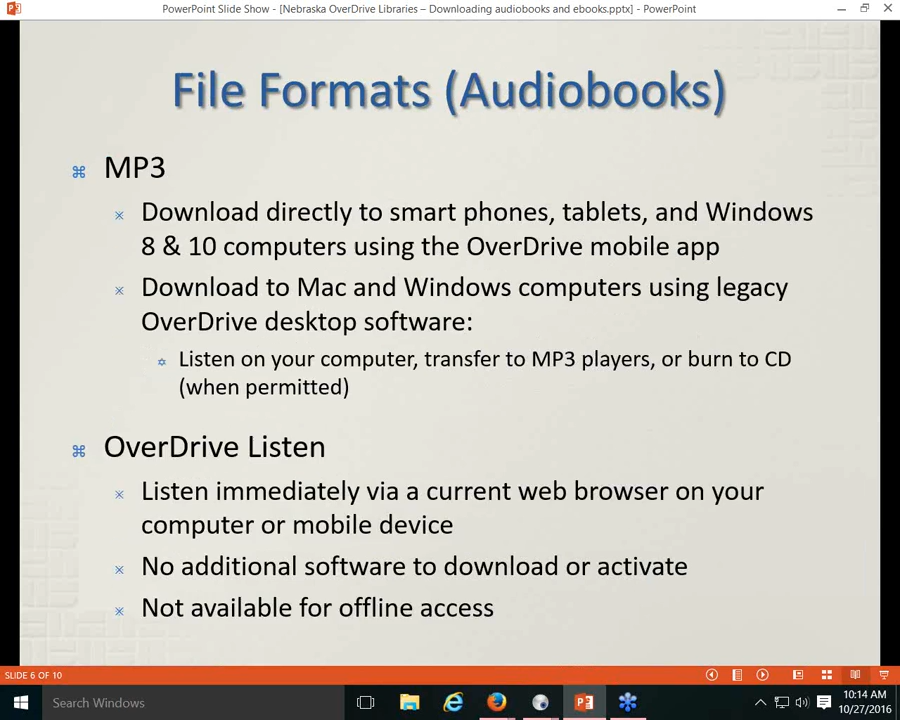 PowerPoint Slide Show - [Nebraska OverDrive Libraries – Downloading audiobooks and ebooks.pptx] - PowerPoint
File Formats (Audiobooks)
MP3
Download directly to smart phones, tablets, and Windows
8 & 10 computers using the OverDrive mobile app
Download to Mac and Windows computers using legacy
OverDrive desktop software:
Listen on your computer, transfer to MP3 players, or burn to CD
(when permitted)
OverDrive Listen
Listen immediately via a current web browser on your
computer or mobile device
No additional software to download or activate
Not available for offline access
SLIDE 6 OF 10
Search Windows
10:14 AM
10/27/2016